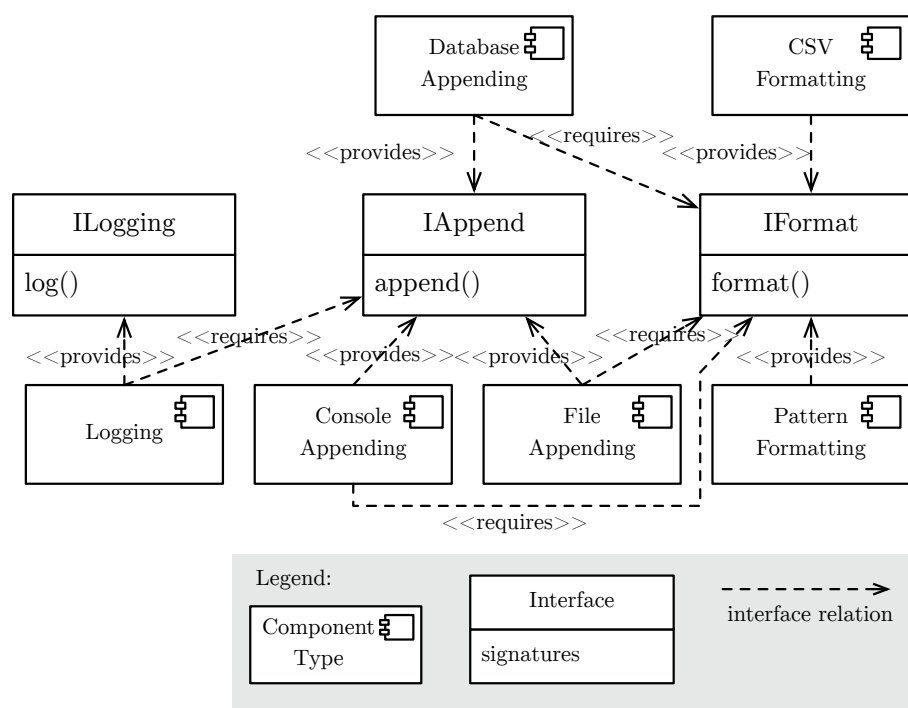 Database
Appending
CSV
Formatting
<<provides>>
<<requires>>
<<provides>>
ILogging
log()
IAppend
append()
IFormat
format()
<<provides>>
<<requires>>
<<provides>>
<<provides>>
<<requires>>
<<provides>>
Logging
Console
Appending
File
Appending
Pattern
Formatting
<<requires>>
Legend:
Component
Type
Interface
signatures
interface relation